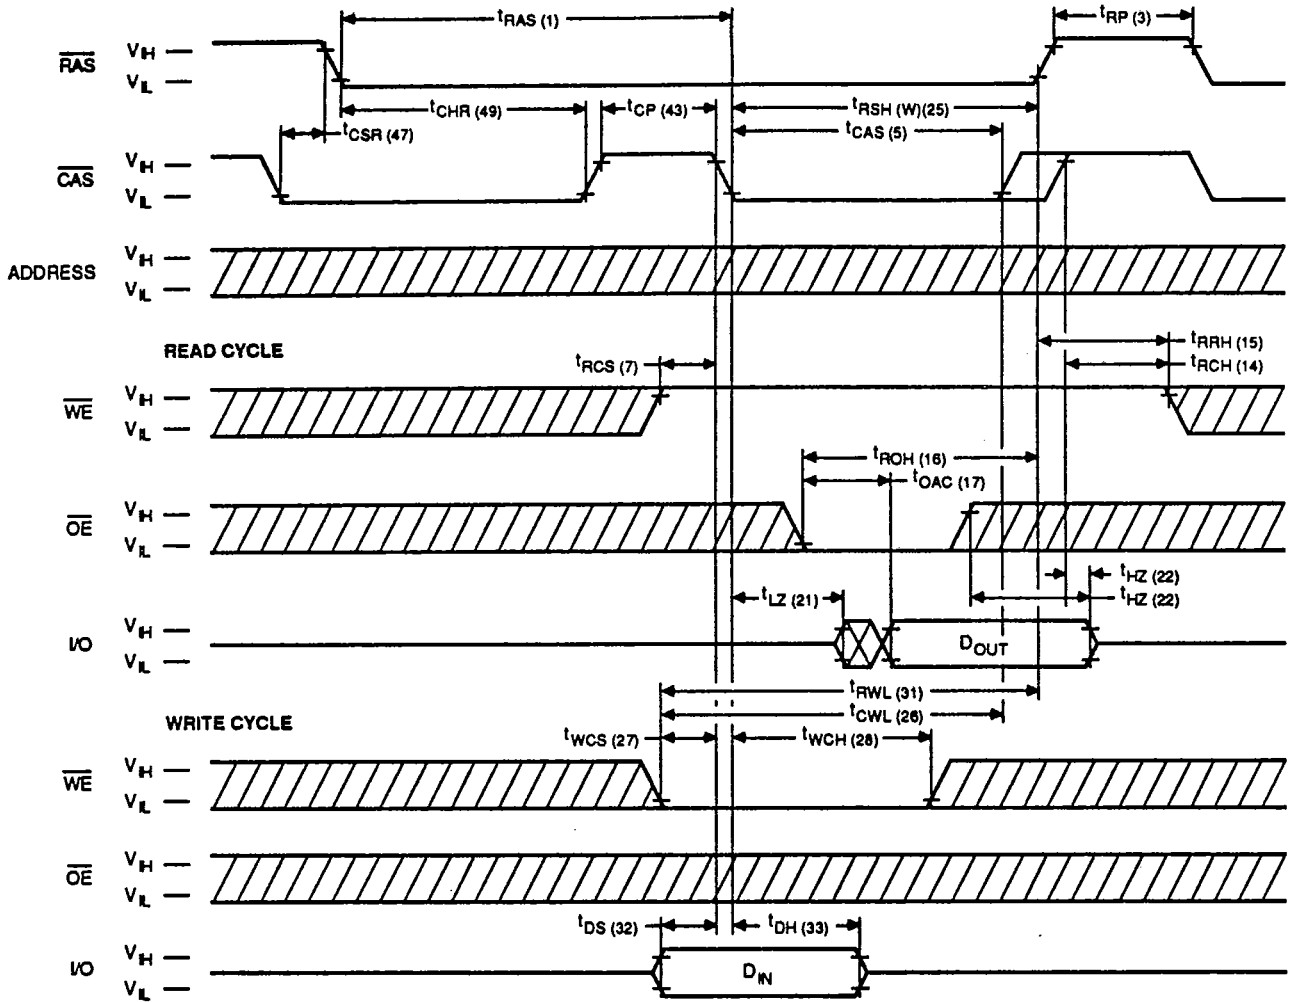 tRAS (1)
tRP (3)
RAS
VIH
VIL
tCHR (49)
tCP (43)
tRSH (W)(25)
tCSR (47)
tCAS (5)
CAS
VIH
VIL
ADDRESS
VIH
VIL
READ CYCLE
tRRH (15)
tRCS (7)
tRCH (14)
WE
VIH
VIL
tROH (16)
tOAC (17)
OE
VIH
VIL
tHZ (22)
tLZ (21)
tHZ (22)
I/O
VIH
VIL
DOUT
tRWL (31)
WRITE CYCLE
tCWL (26)
tWCS (27)
tWCH (28)
WE
VIH
VIL
OE
VIH
VIL
tDS (32)
tDH (33)
I/O
VIH
VIL
DIN